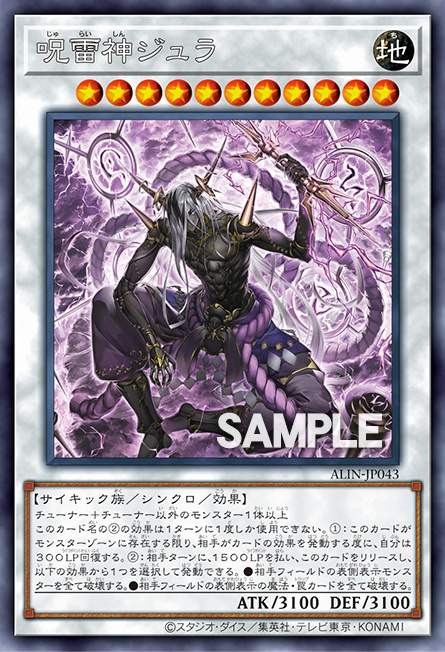 呪雷神ジュラ
地
SAMPLE
ALIN-JP043
【サイキック族／シンクロ／効果】
チューナー＋チューナー以外のモンスター1体以上
このカード名の②の効果は1ターンに1度しか使用できない。①：このカードが
モンスターゾーンに存在する限り、相手がカードの効果を発動する度に、自分は
３００LP回復する。②：相手ターンに、１５００LPを払い、このカードをリリースし、
以下の効果から1つを選択して発動できる。●相手フィールドの表側表示モンス
ターを全て破壊する。●相手フィールドの表側表示の魔法・罠カードを全て破壊する。
ATK/3100 DEF/3100
©スタジオ・ダイス／集英社・テレビ東京・KONAMI